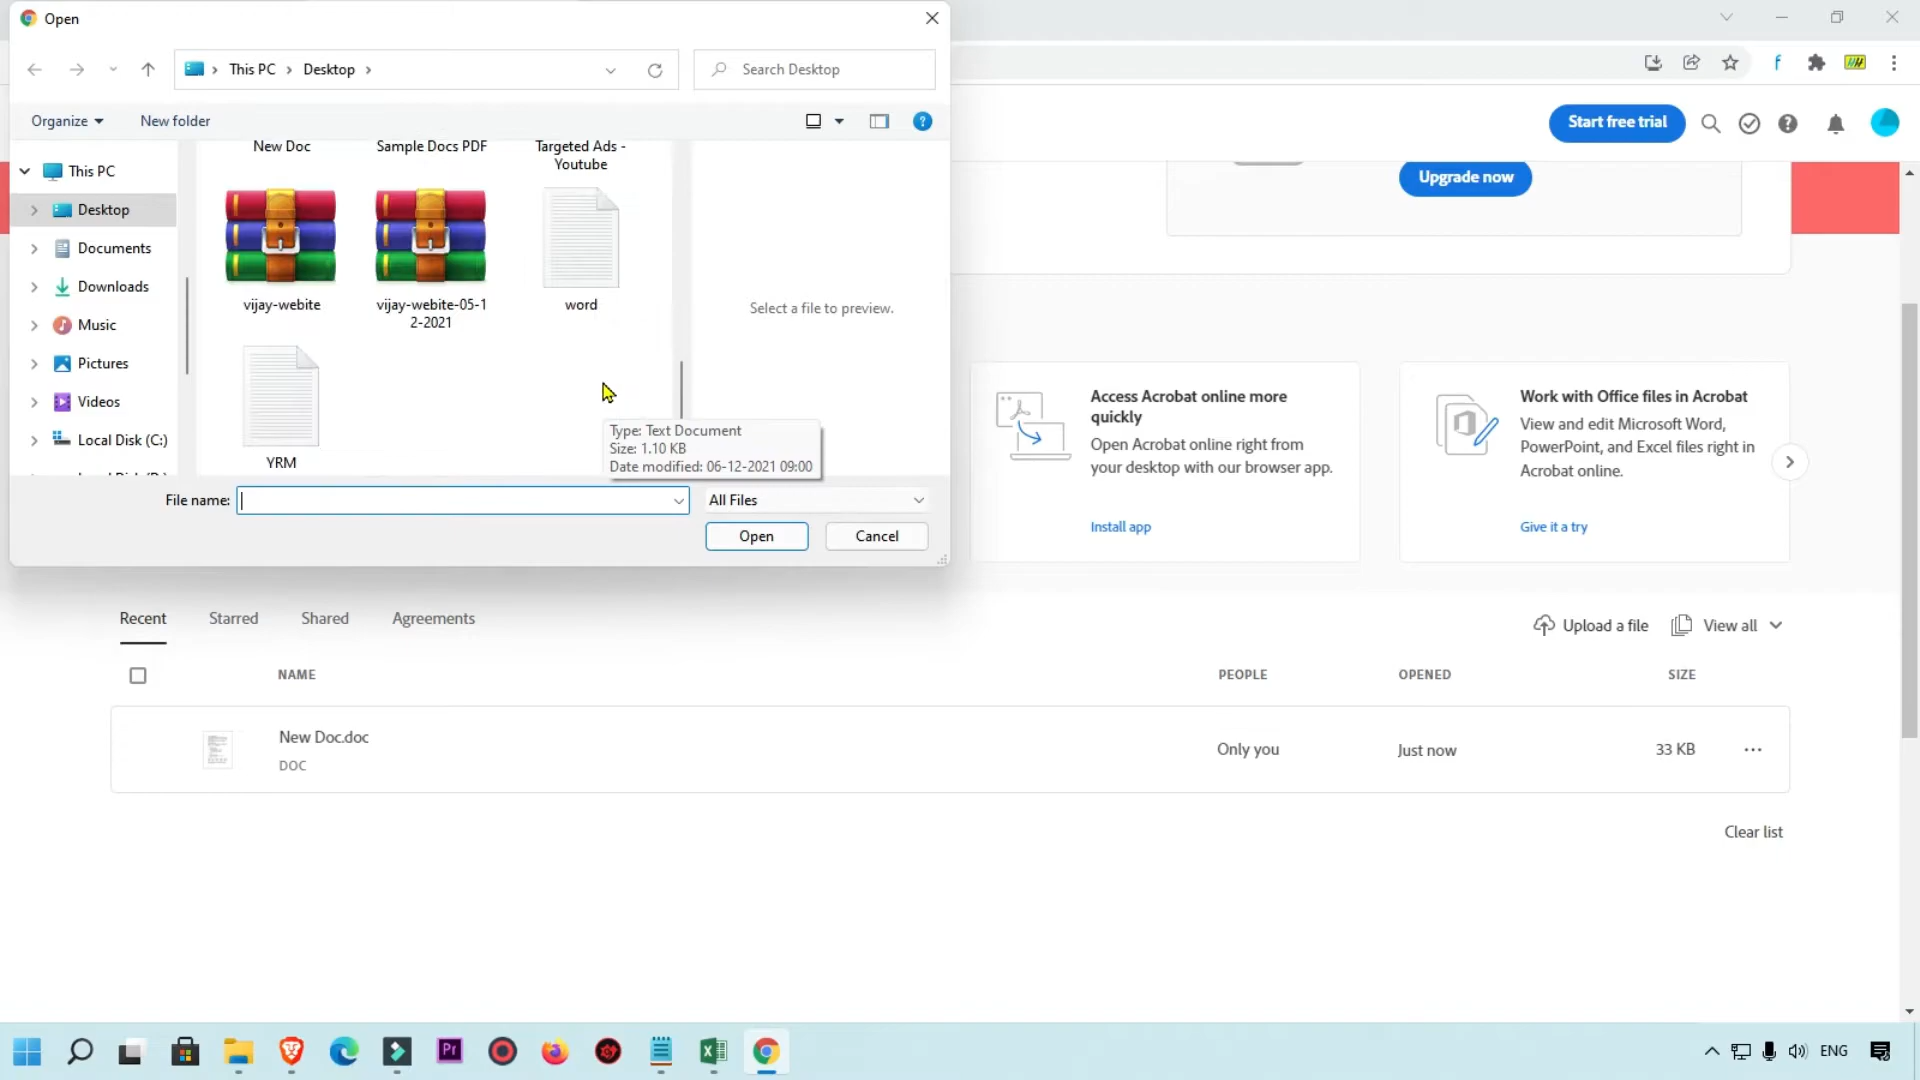 Open
This PC
Desktop
Search Desktop
Organize
New folder
?
This PC
Desktop
Documents
Downloads
Music
Pictures
Videos
Local Disk (C:)
New Doc
Sample Docs PDF
Targeted Ads -
Youtube
vijay-webite
vijay-webite-05-1
2-2021
word
YRM
Type: Text Document
Size: 1.10 KB
Date modified: 06-12-2021 09:00
Select a file to preview.
File name:
All Files
Open
Cancel
f
Start free trial
?
Upgrade now
Access Acrobat online more
quickly
Open Acrobat online right from
your desktop with our browser app.
Install app
Work with Office files in Acrobat
View and edit Microsoft Word,
PowerPoint, and Excel files right in
Acrobat online.
Give it a try
Recent
Starred
Shared
Agreements
Upload a file
View all
NAME
PEOPLE
OPENED
SIZE
New Doc.doc
DOC
Only you
Just now
33 KB
Clear list
Pr
ENG